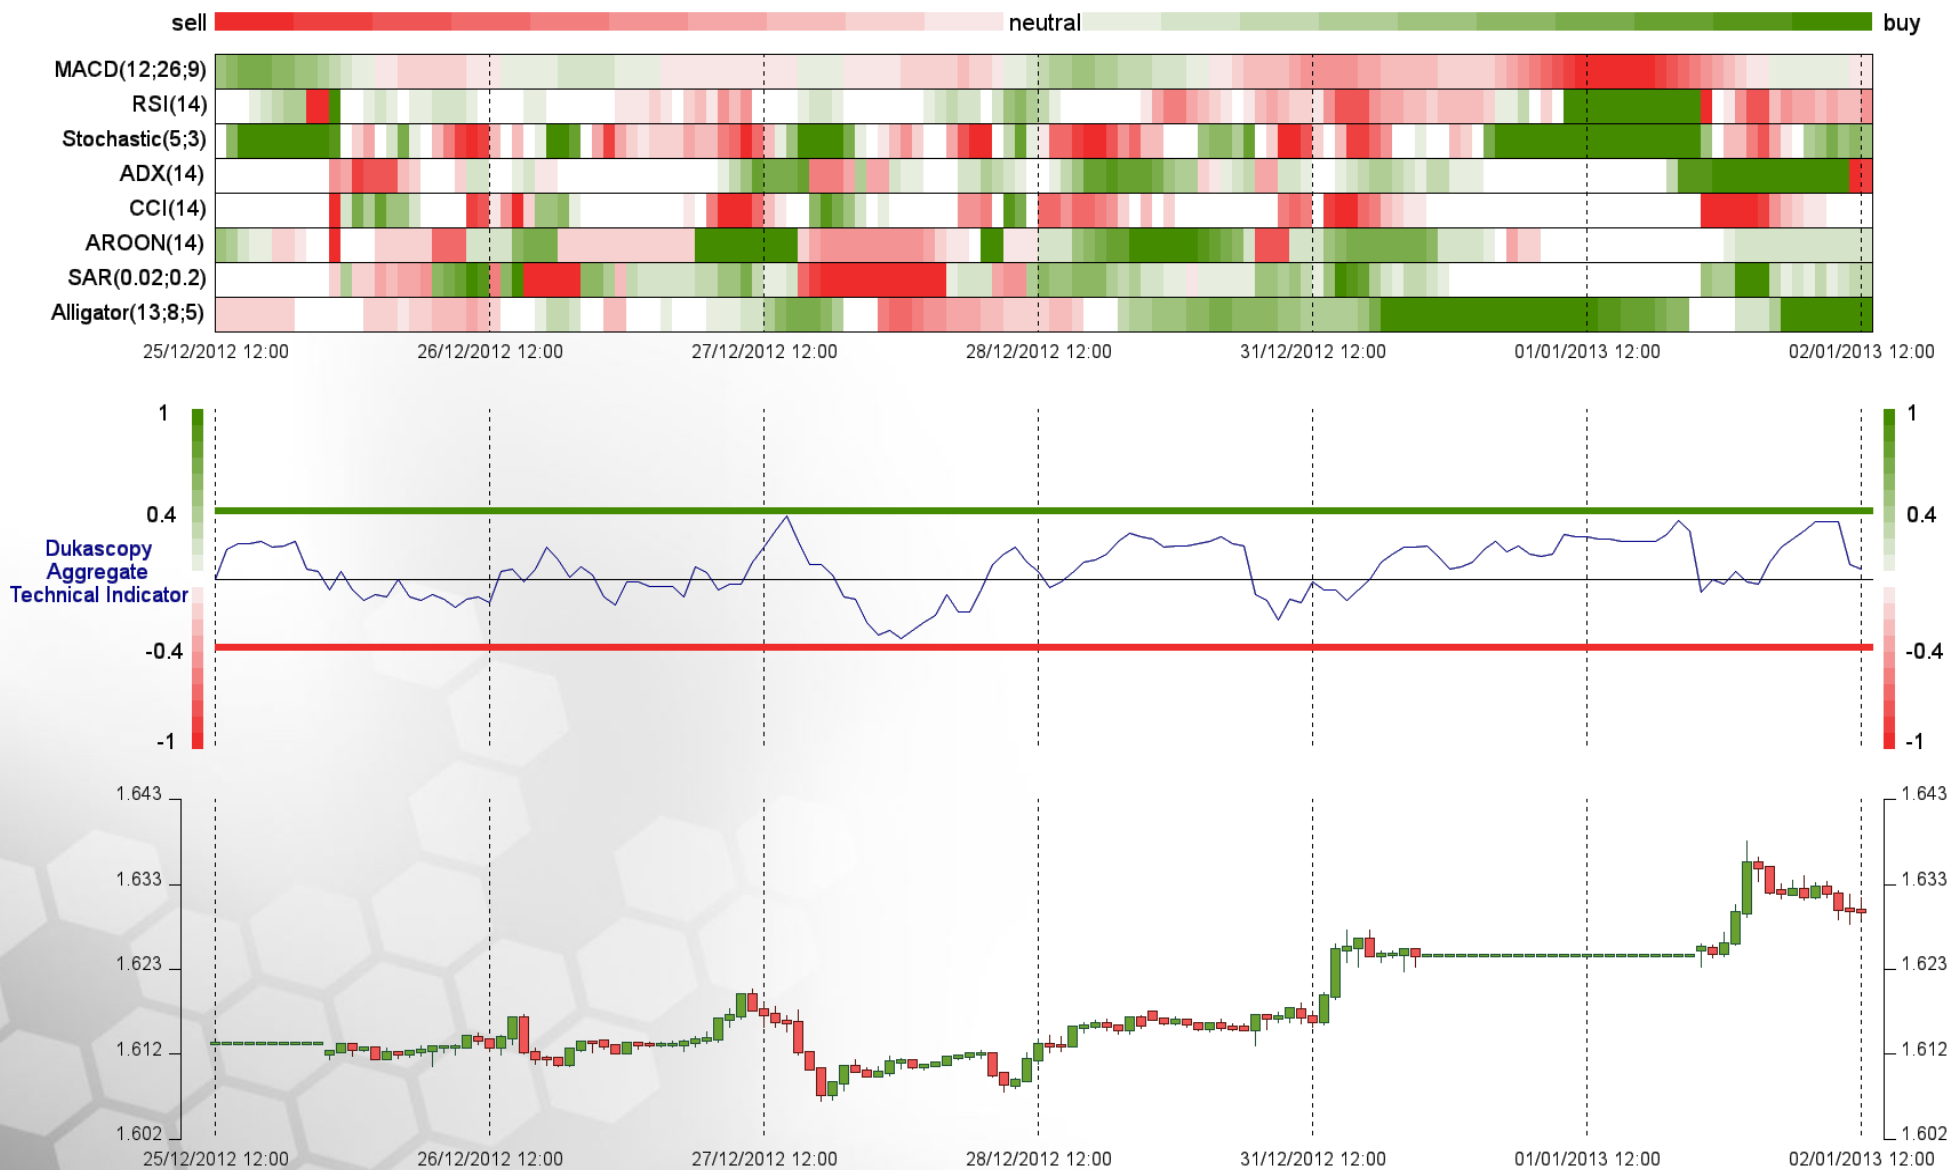 sell neutral buy
MACD(12;26;9)
RSI(14)
Stochastic(5;3)
ADX(14)
CCI(14)
AROON(14)
SAR(0.02;0.2)
Alligator(13;8;5)
25/12/2012 12:00 26/12/2012 12:00 27/12/2012 12:00 28/12/2012 12:00 31/12/2012 12:00 01/01/2013 12:00 02/01/2013 12:00
1 1
0.4 0.4
Dukascopy
Aggregate
Technical Indicator
-0.4 -0.4
-1 -1
1.643 1.643
1.633 1.633
1.623 1.623
1.612 1.612
1.602 1.602
25/12/2012 12:00 26/12/2012 12:00 27/12/2012 12:00 28/12/2012 12:00 31/12/2012 12:00 01/01/2013 12:00 02/01/2013 12:00